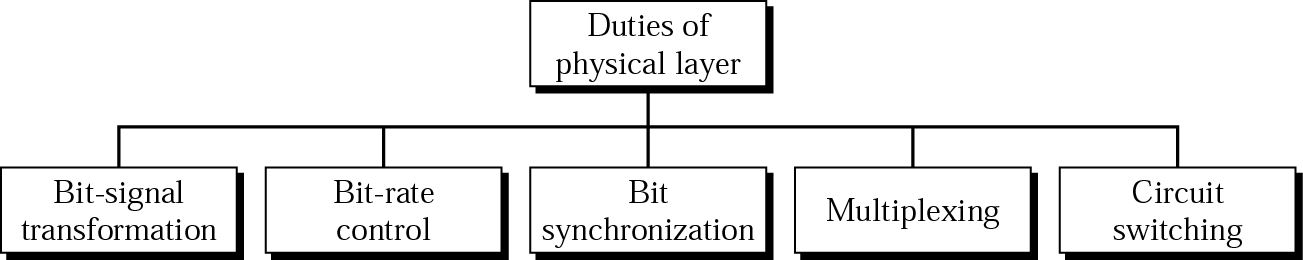 Duties of
physical layer
Bit-signal
transformation
Bit-rate
control
Bit
synchronization
Multiplexing
Circuit
switching